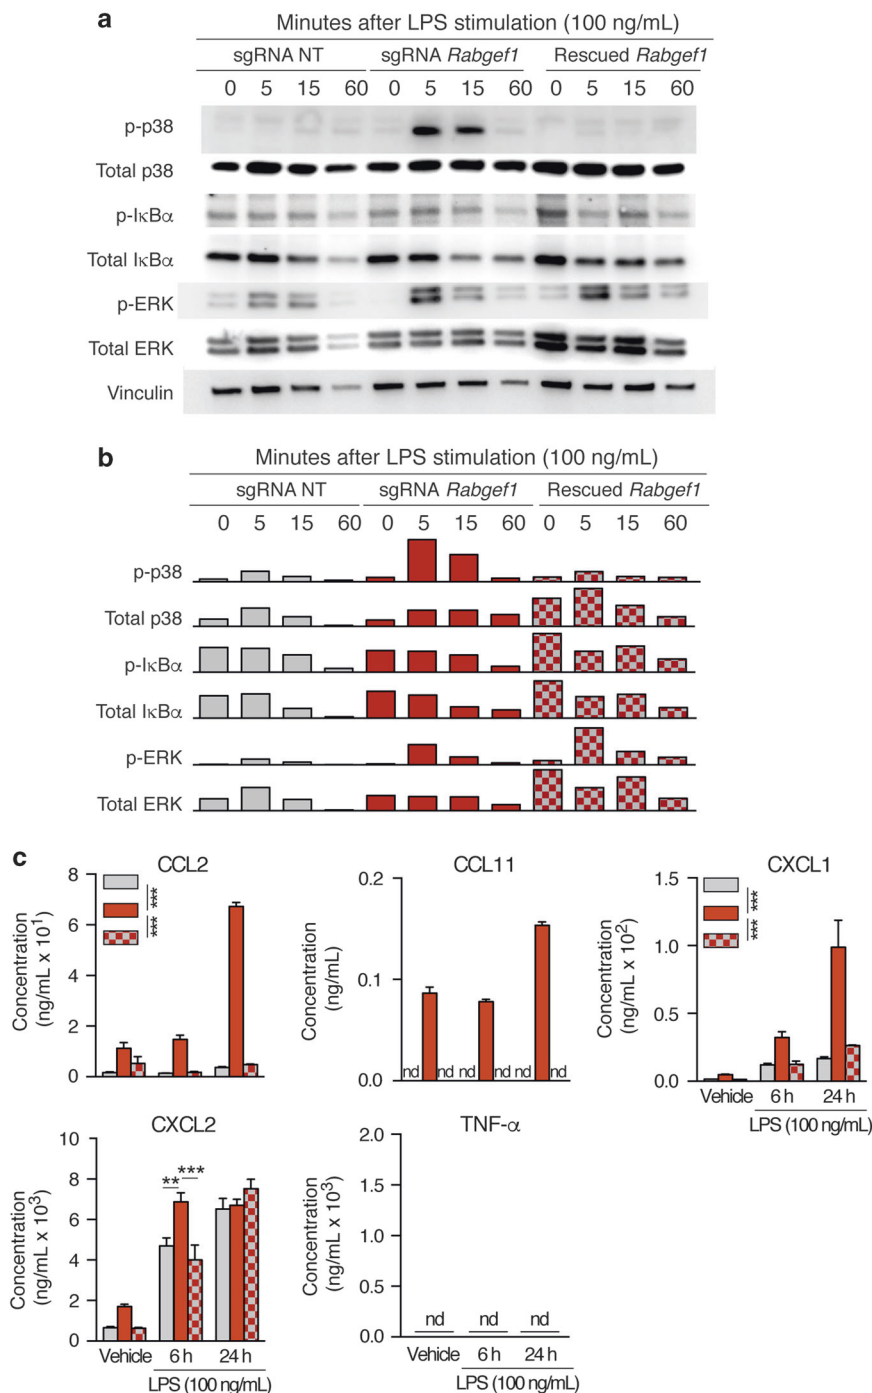 a
Minutes after LPS stimulation (100 ng/mL)
sgRNA NT sgRNA Rabgef1 Rescued Rabgef1
0 5 15 60 0 5 15 60 0 5 15 60
p-p38
Total p38
p-IκBα
Total IκBα
p-ERK
Total ERK
Vinculin
b
Minutes after LPS stimulation (100 ng/mL)
sgRNA NT sgRNA Rabgef1 Rescued Rabgef1
0 5 15 60 0 5 15 60 0 5 15 60
p-p38
Total p38
p-IκBα
Total IκBα
p-ERK
Total ERK
c
CCL2
Concentration
(ng/mL x 10¹)
8
6
4
2
0
***
***
CCL11
Concentration
(ng/mL)
0.2
0.1
0.0
nd nd nd nd nd nd
CXCL1
Concentration
(ng/mL x 10²)
1.5
1.0
0.5
0.0
***
***
Vehicle 6 h 24 h
LPS (100 ng/mL)
CXCL2
Concentration
(ng/mL x 10³)
10
8
6
4
2
0
** ***
Vehicle 6 h 24 h
LPS (100 ng/mL)
TNF-α
Concentration
(ng/mL x 10³)
2.0
1.5
1.0
0.5
0.0
nd nd nd
Vehicle 6 h 24 h
LPS (100 ng/mL)